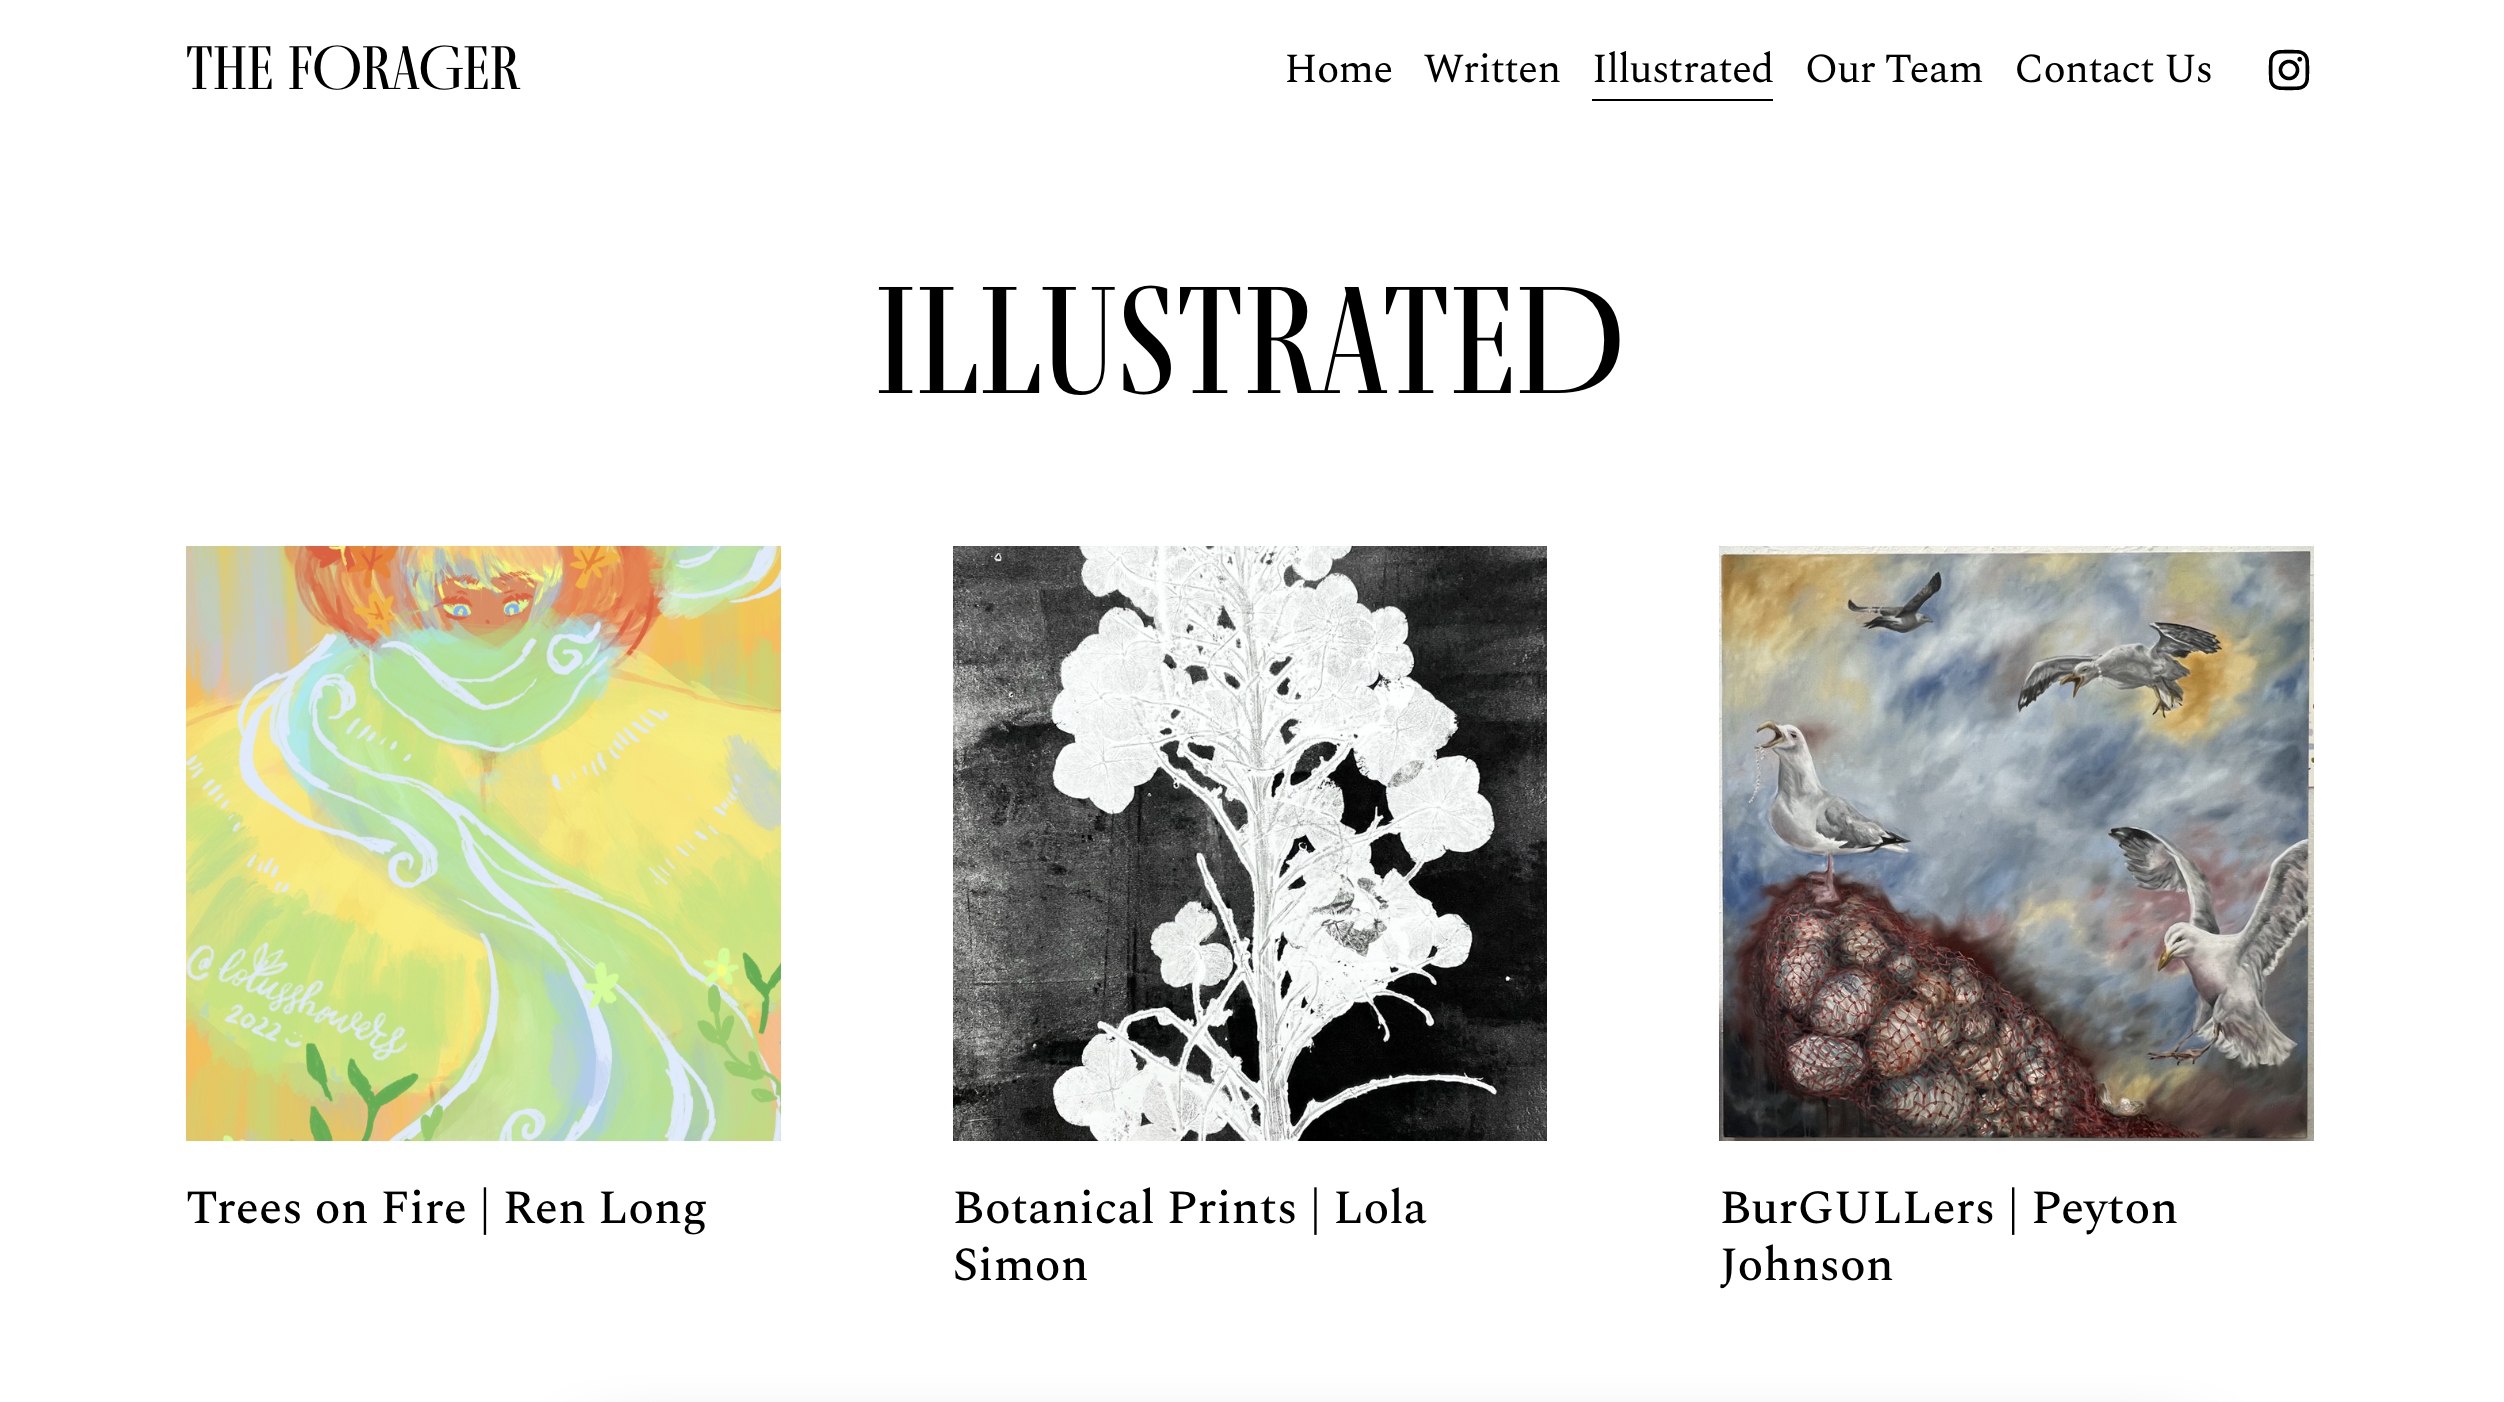 THE FORAGER
Home Written Illustrated Our Team Contact Us
ILLUSTRATED
@lotusshowers
2022
Trees on Fire | Ren Long
Botanical Prints | Lola
Simon
BurGULLers | Peyton
Johnson